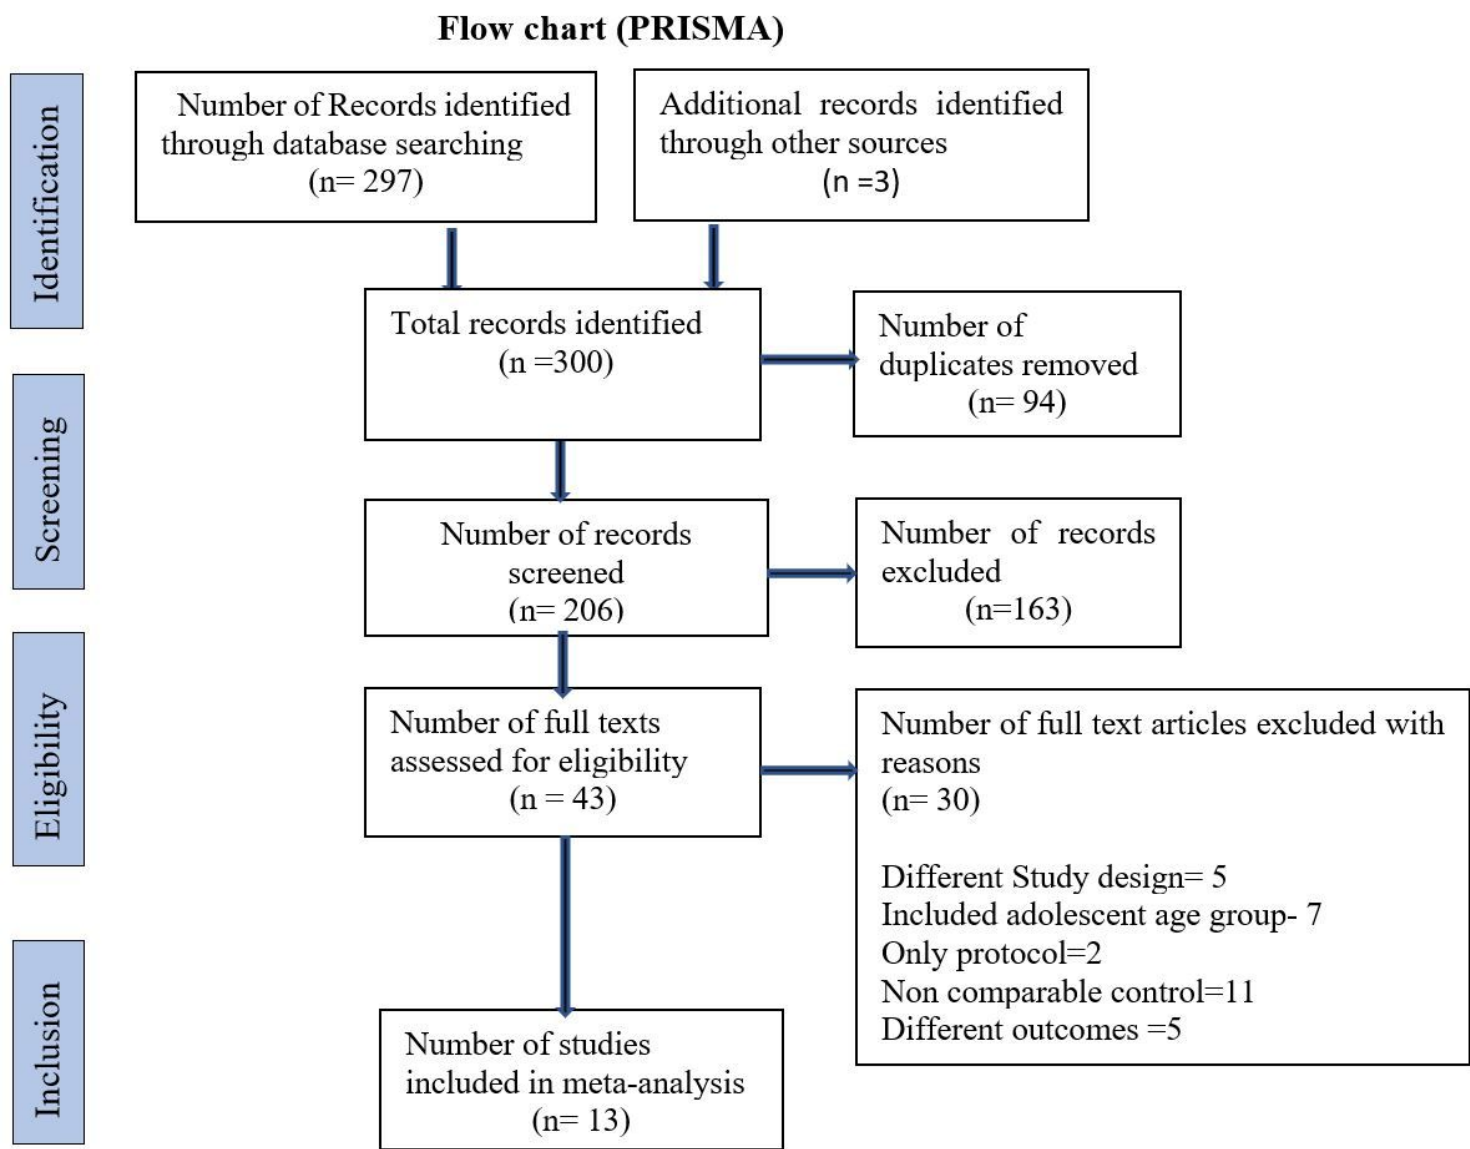 Flow chart (PRISMA)
Identification
Number of Records identified
through database searching
(n= 297)
Additional records identified
through other sources
(n =3)
Total records identified
(n =300)
Number of
duplicates removed
(n= 94)
Screening
Number of records
screened
(n= 206)
Number of records
excluded
(n=163)
Eligibility
Number of full texts
assessed for eligibility
(n = 43)
Number of full text articles excluded with
reasons
(n= 30)
Different Study design= 5
Included adolescent age group- 7
Only protocol=2
Non comparable control=11
Different outcomes =5
Inclusion
Number of studies
included in meta-analysis
(n= 13)